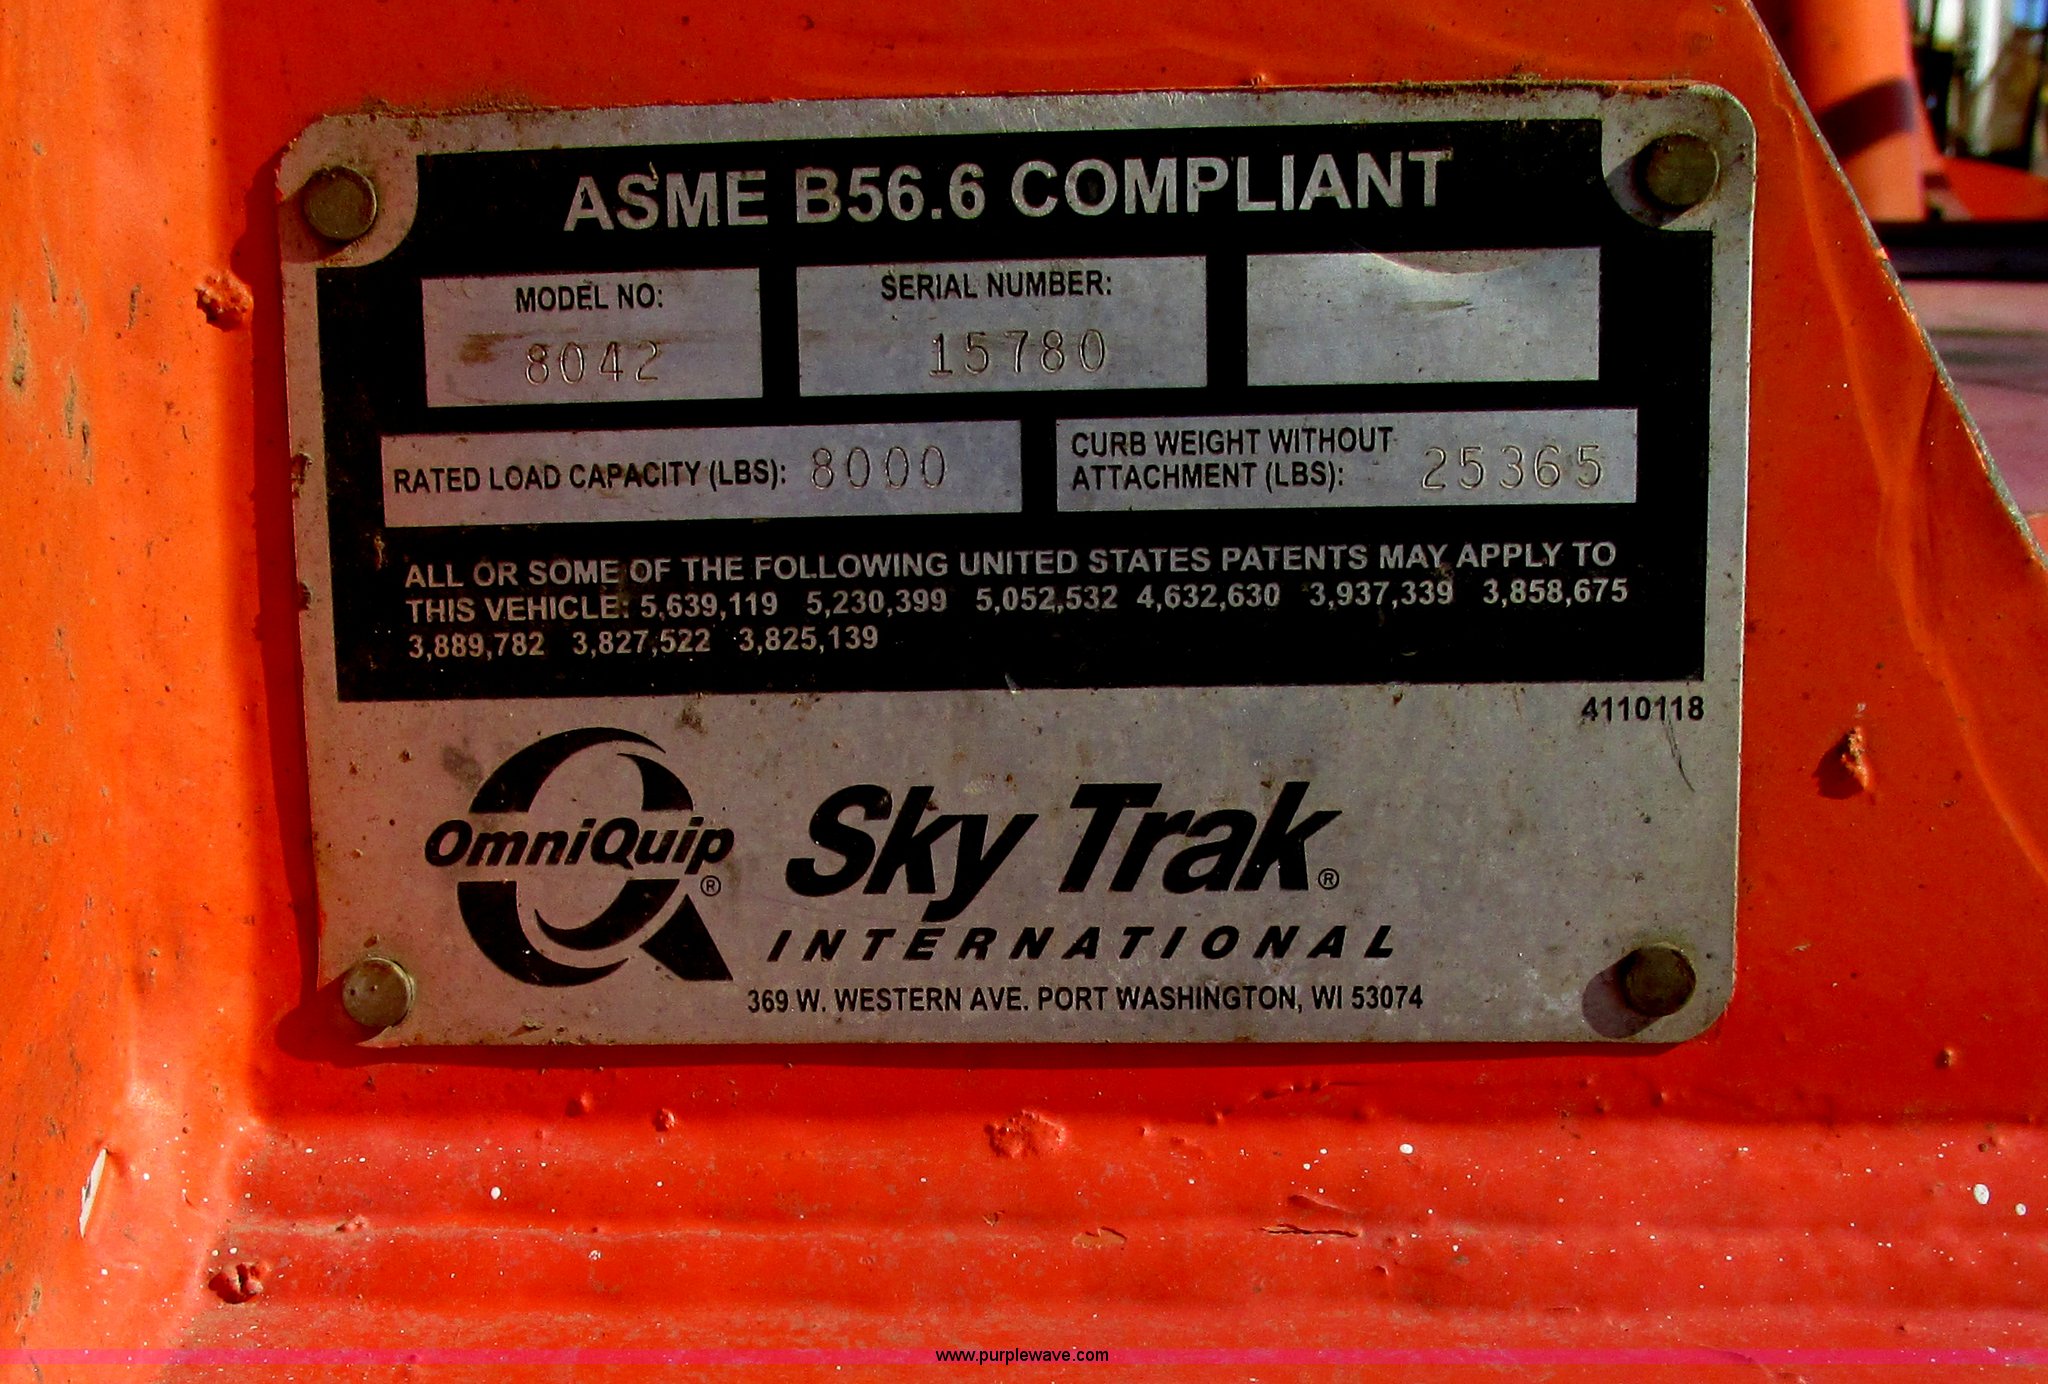 ASME B56.6 COMPLIANT
MODEL NO: SERIAL NUMBER:
8042 15780
RATED LOAD CAPACITY (LBS): 8000
CURB WEIGHT WITHOUT
ATTACHMENT (LBS): 25365
ALL OR SOME OF THE FOLLOWING UNITED STATES PATENTS MAY APPLY TO
THIS VEHICLE: 5,639,119 5,230,399 5,052,532 4,632,630 3,937,339 3,858,675
3,889,782 3,827,522 3,825,139
4110118
OmniQuip®
Sky Trak®
INTERNATIONAL
369 W. WESTERN AVE. PORT WASHINGTON, WI 53074
www.purplewave.com